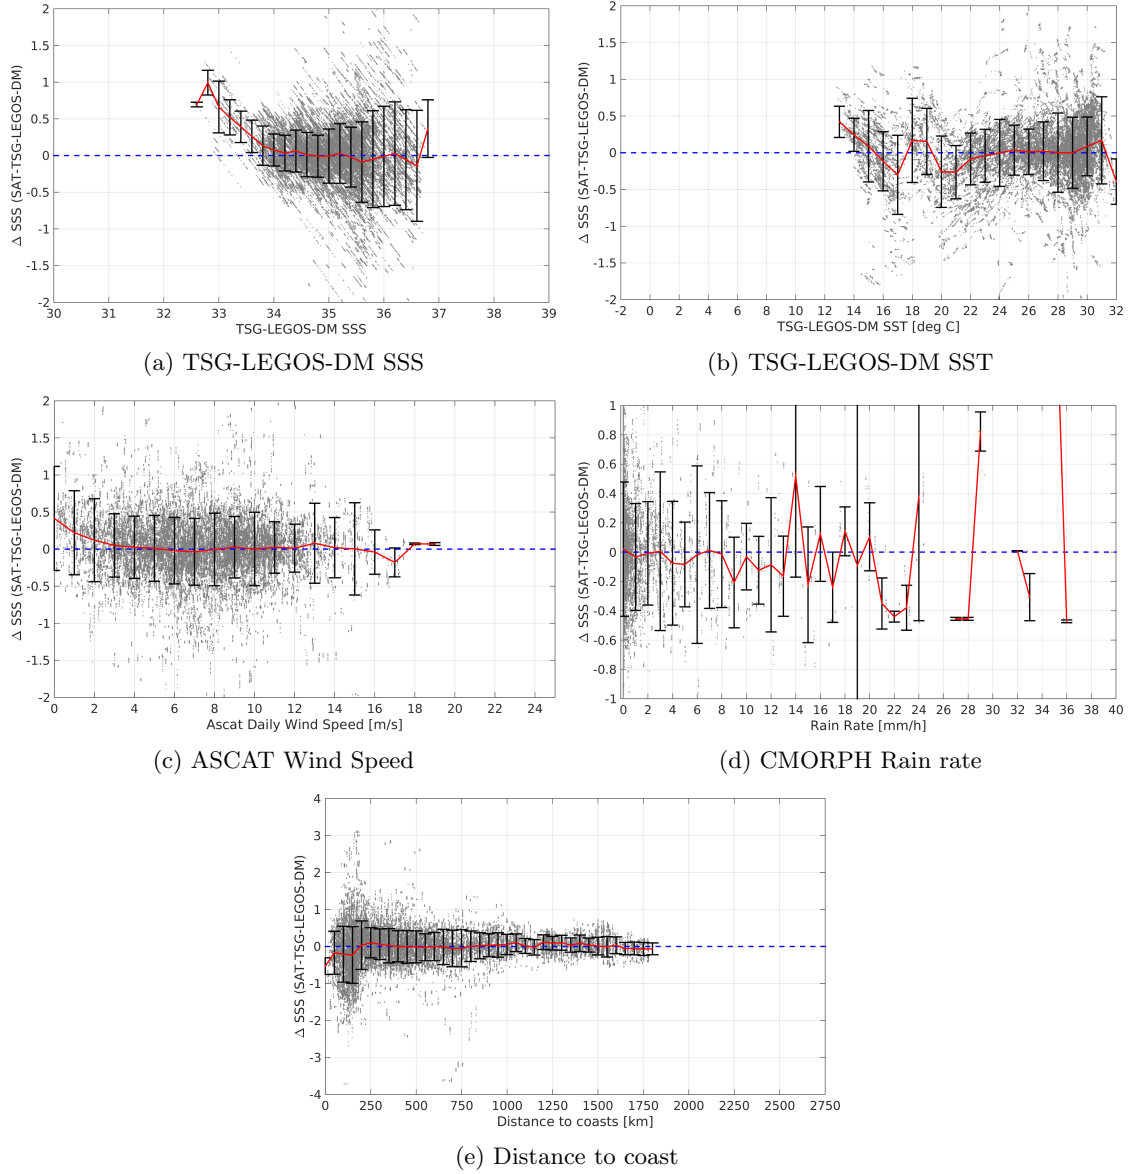 Δ SSS (SAT-TSG-LEGOS-DM)
2
1.5
1
0.5
0
-0.5
-1
-1.5
-2
30 31 32 33 34 35 36 37 38 39
TSG-LEGOS-DM SSS
(a) TSG-LEGOS-DM SSS
Δ SSS (SAT-TSG-LEGOS-DM)
2
1.5
1
0.5
0
-0.5
-1
-1.5
-2
-2 0 2 4 6 8 10 12 14 16 18 20 22 24 26 28 30 32
TSG-LEGOS-DM SST [deg C]
(b) TSG-LEGOS-DM SST
Δ SSS (SAT-TSG-LEGOS-DM)
2
1.5
1
0.5
0
-0.5
-1
-1.5
-2
0 2 4 6 8 10 12 14 16 18 20 22 24
Ascat Daily Wind Speed [m/s]
(c) ASCAT Wind Speed
Δ SSS (SAT-TSG-LEGOS-DM)
1
0.8
0.6
0.4
0.2
0
-0.2
-0.4
-0.6
-0.8
-1
0 2 4 6 8 10 12 14 16 18 20 22 24 26 28 30 32 34 36 38 40
Rain Rate [mm/h]
(d) CMORPH Rain rate
Δ SSS (SAT-TSG-LEGOS-DM)
4
3
2
1
0
-1
-2
-3
-4
0 250 500 750 1000 1250 1500 1750 2000 2250 2500 2750
Distance to coasts [km]
(e) Distance to coast